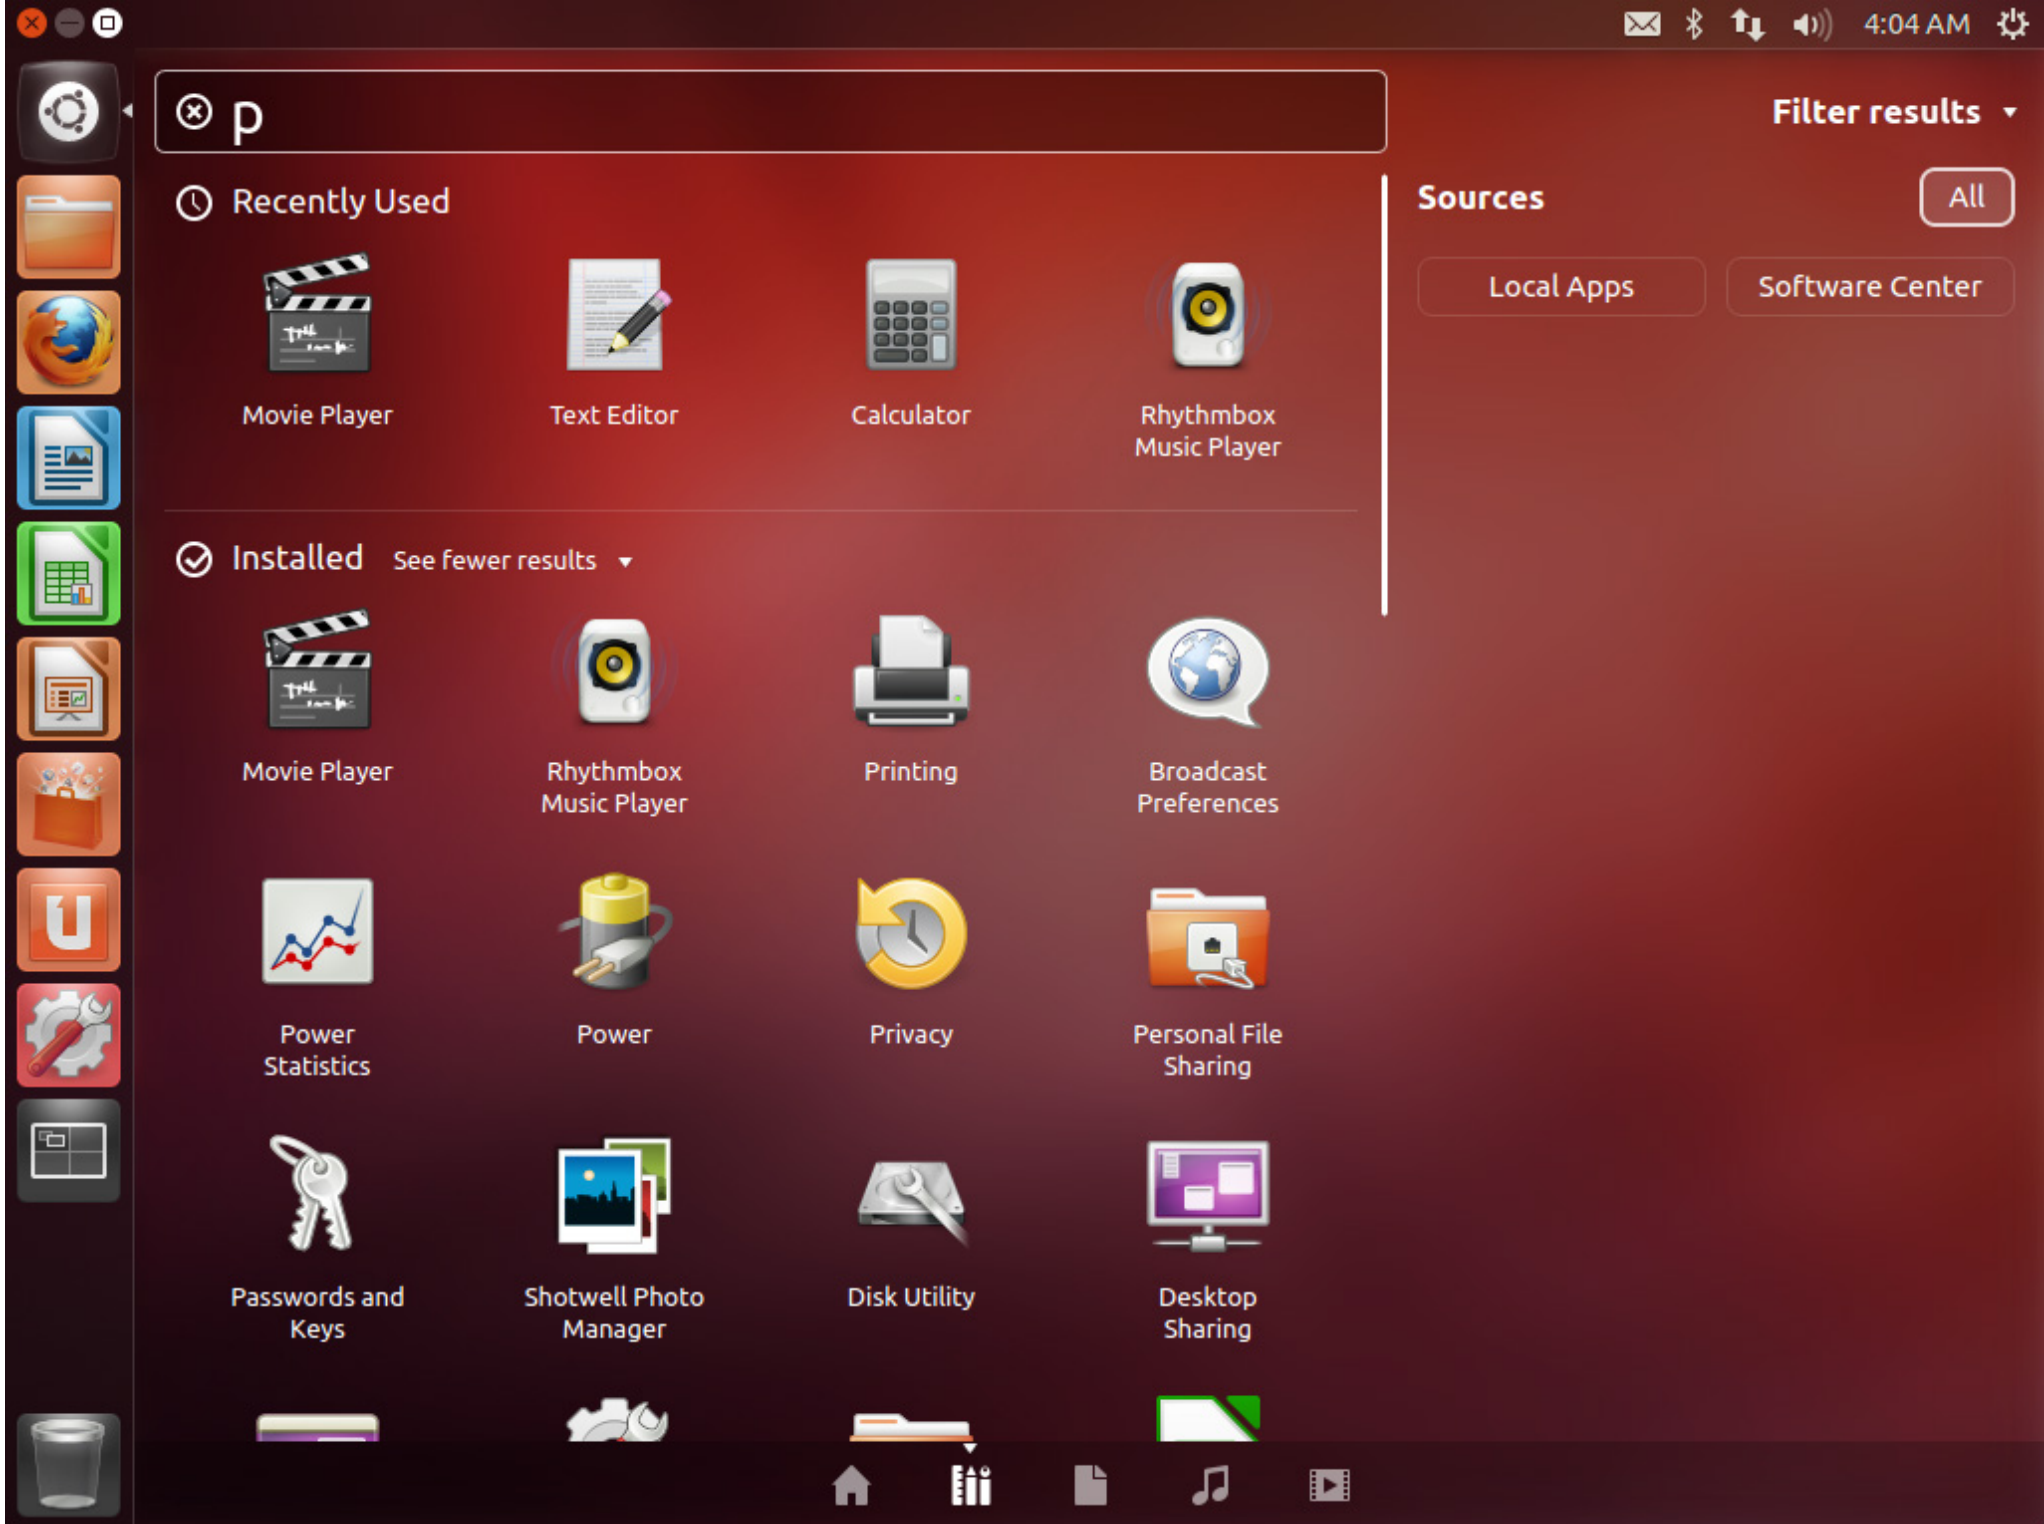 4:04 AM
p
Filter results
Recently Used
Sources
All
Local Apps
Software Center
Movie Player
Text Editor
Calculator
Rhythmbox
Music Player
Installed
See fewer results
Movie Player
Rhythmbox
Music Player
Printing
Broadcast
Preferences
Power
Statistics
Power
Privacy
Personal File
Sharing
Passwords and
Keys
Shotwell Photo
Manager
Disk Utility
Desktop
Sharing